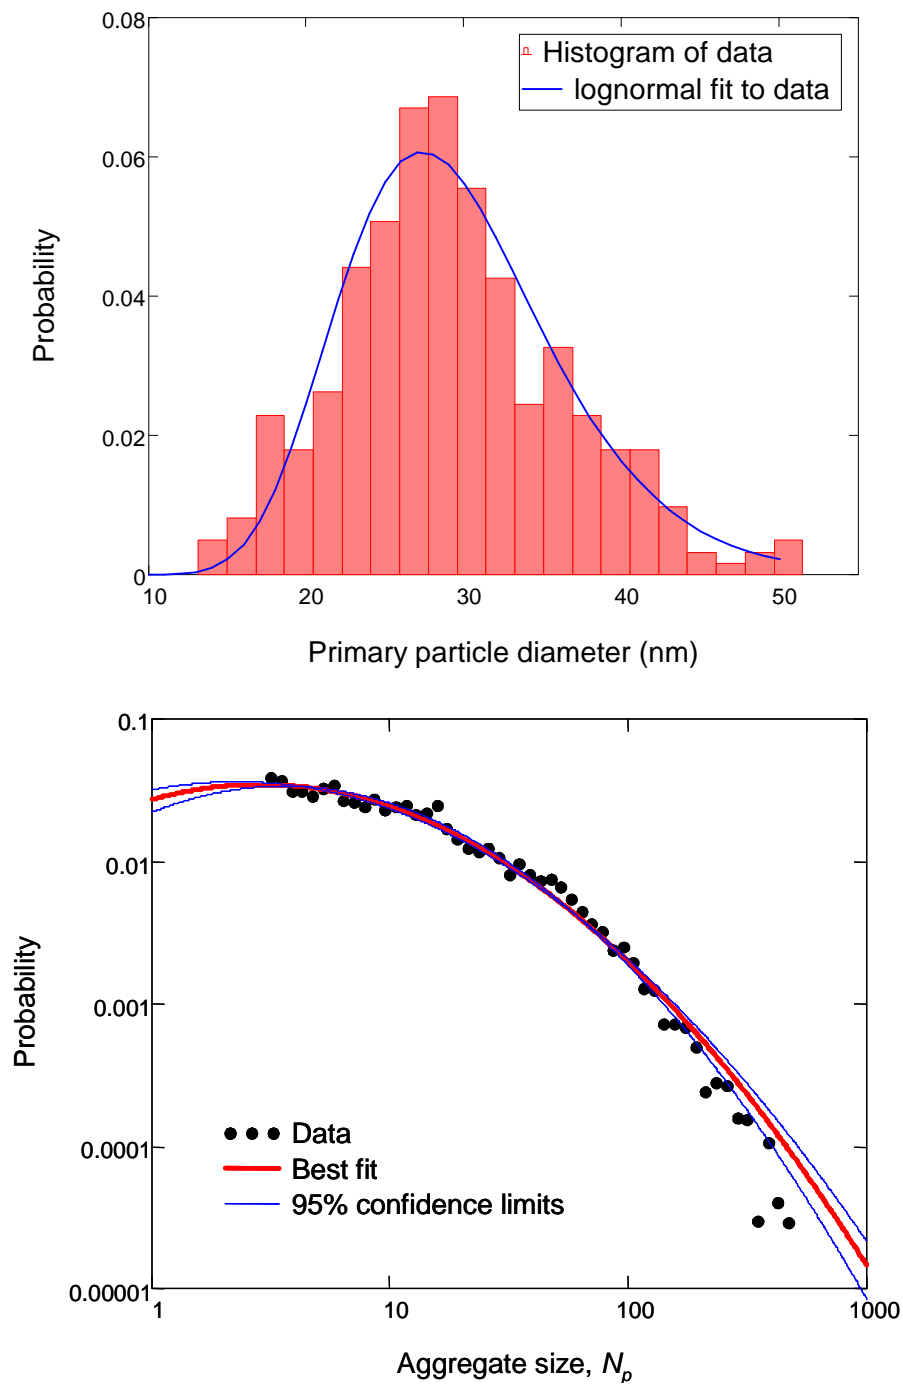 0.08
Histogram of data
lognormal fit to data
0.06
0.04
0.02
0
Probability
10 20 30 40 50
Primary particle diameter (nm)
0.1
0.01
0.001
0.0001
0.00001
Probability
Data
Best fit
95% confidence limits
1 10 100 1000
Aggregate size, Np